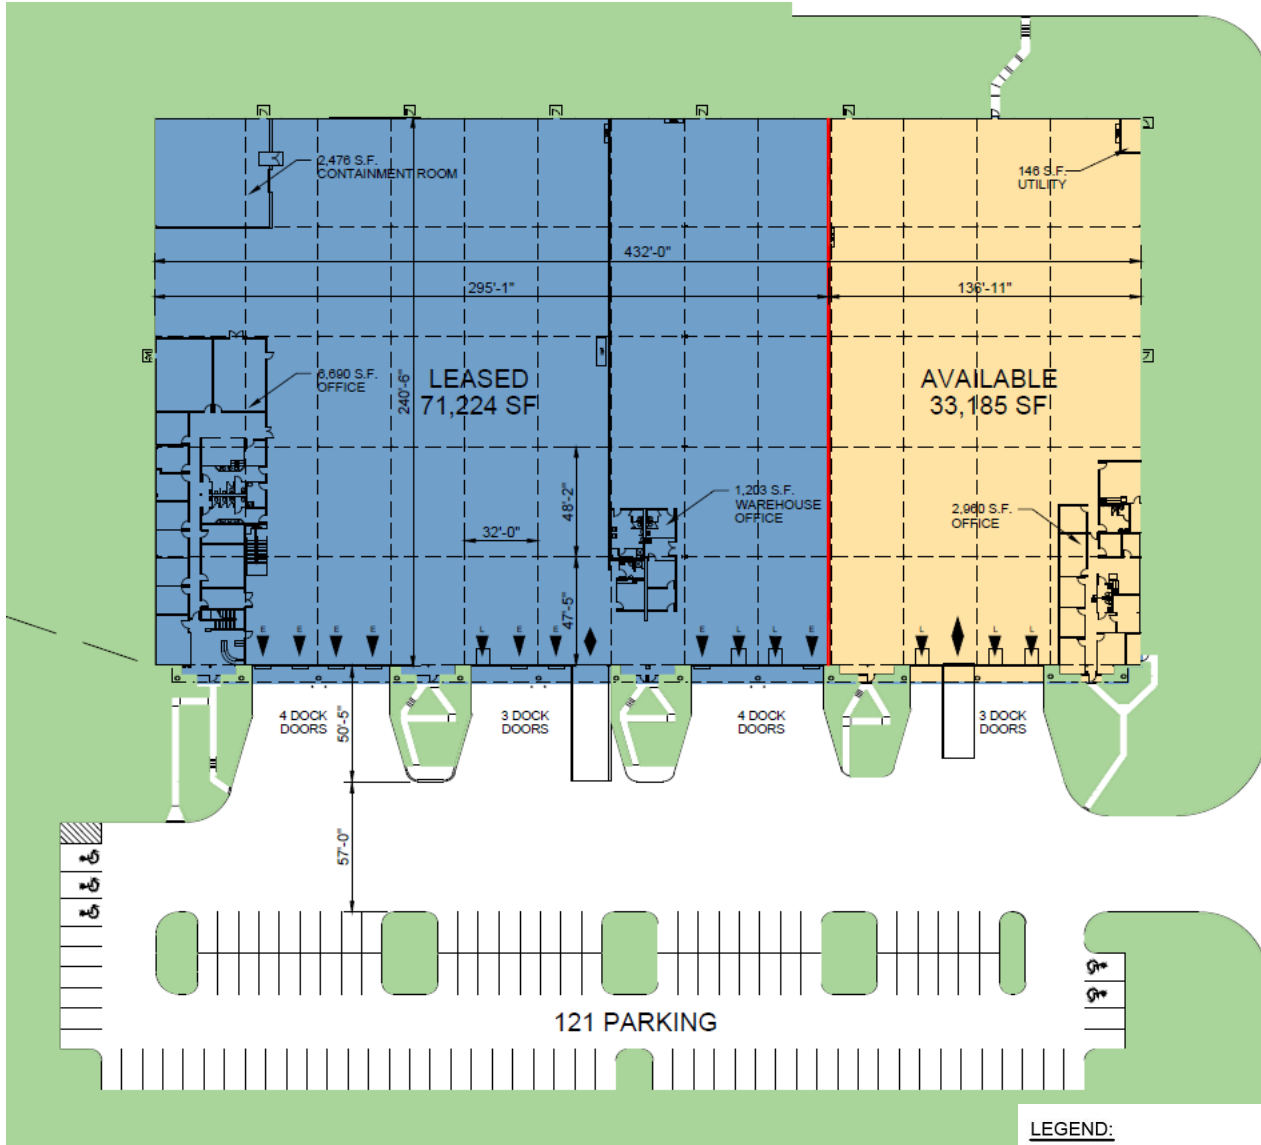 2,476 S.F.
CONTAINMENT ROOM
146 S.F.
UTILITY
432'-0"
295'-1"
136'-11"
6,690 S.F.
OFFICE
240'-6"
LEASED
71,224 SF
AVAILABLE
33,185 SF
48'-2"
1,203 S.F.
WAREHOUSE
OFFICE
2,960 S.F.
OFFICE
32'-0"
47'-5"
E
E
E
E
L
E
E
E
L
L
E
L
L
L
4 DOCK
DOORS
50'-5"
3 DOCK
DOORS
4 DOCK
DOORS
3 DOCK
DOORS
57'-0"
121 PARKING
LEGEND: